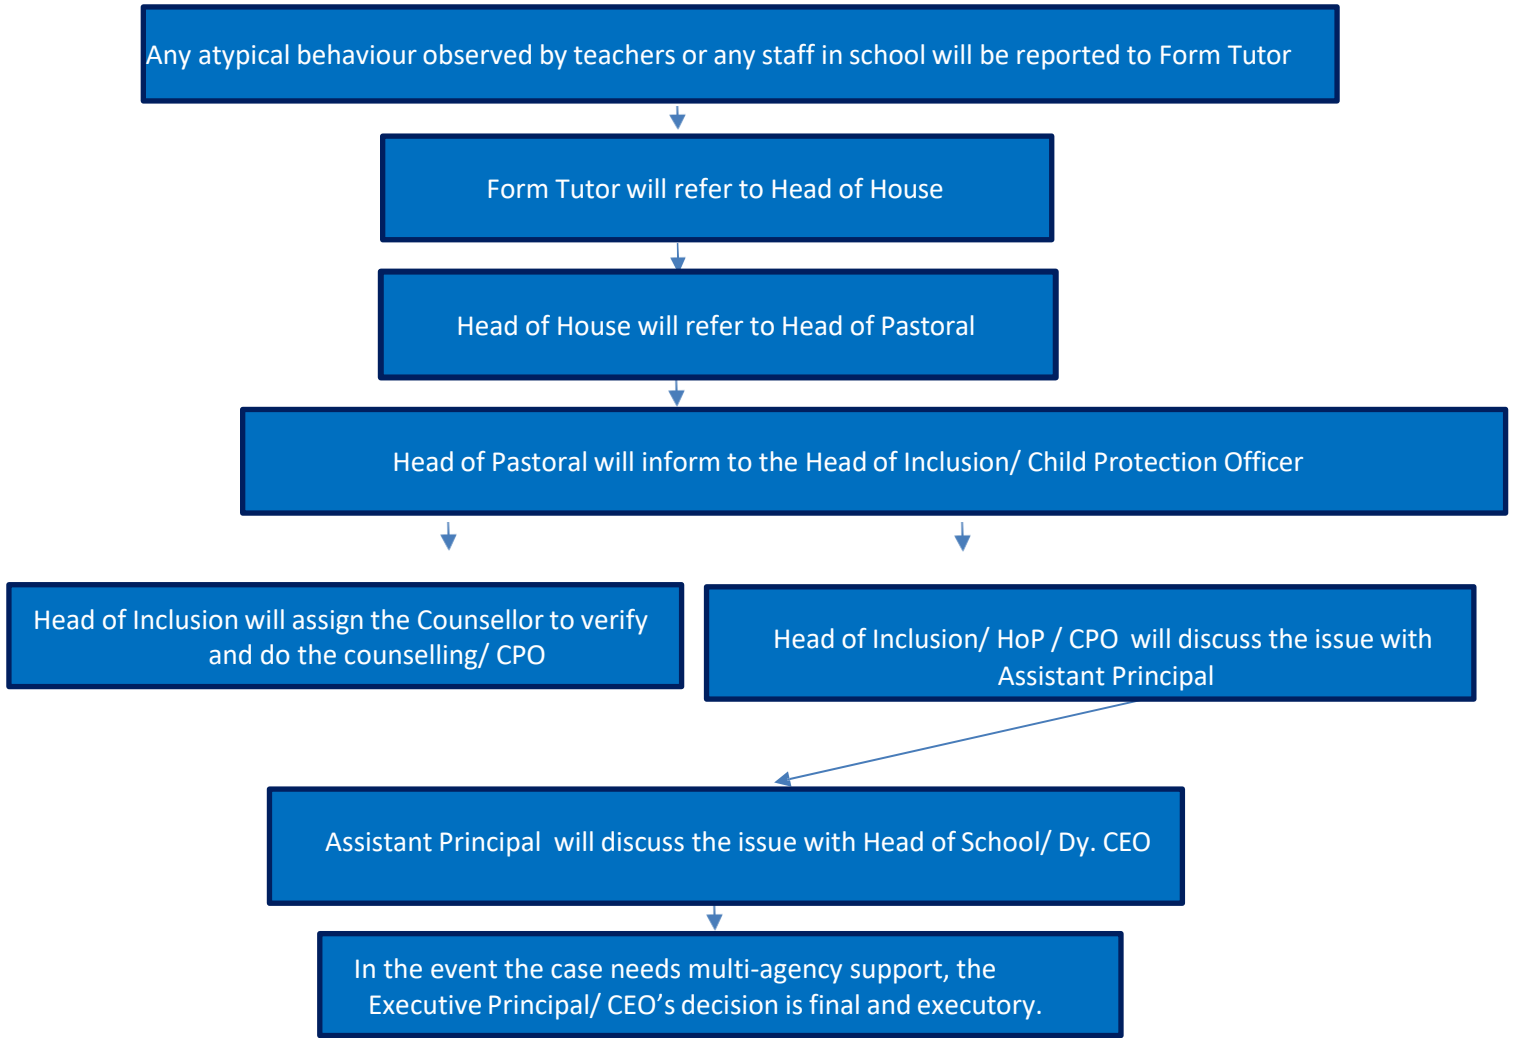 Any atypical behaviour observed by teachers or any staff in school will be reported to Form Tutor
Form Tutor will refer to Head of House
Head of House will refer to Head of Pastoral
Head of Pastoral will inform to the Head of Inclusion/ Child Protection Officer
Head of Inclusion will assign the Counsellor to verify
and do the counselling/ CPO
Head of Inclusion/ HoP / CPO will discuss the issue with
Assistant Principal
Assistant Principal will discuss the issue with Head of School/ Dy. CEO
In the event the case needs multi-agency support, the
Executive Principal/ CEO’s decision is final and executory.